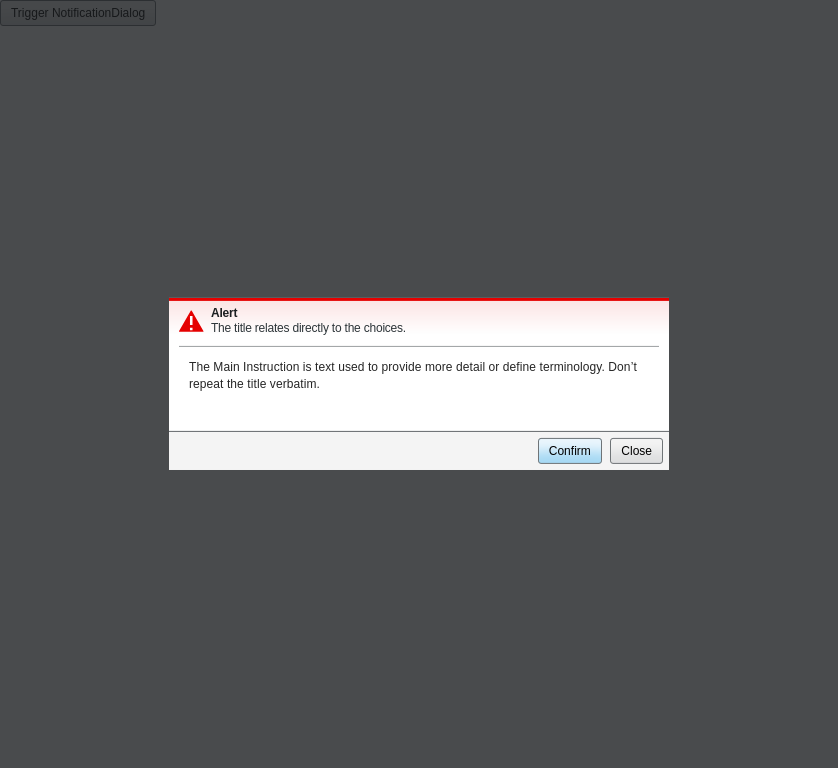 Trigger NotificationDialog
Alert
The title relates directly to the choices.
The Main Instruction is text used to provide more detail or define terminology. Don’t
repeat the title verbatim.
Confirm Close